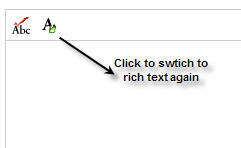 Abc A
Click to swtich to
rich text again